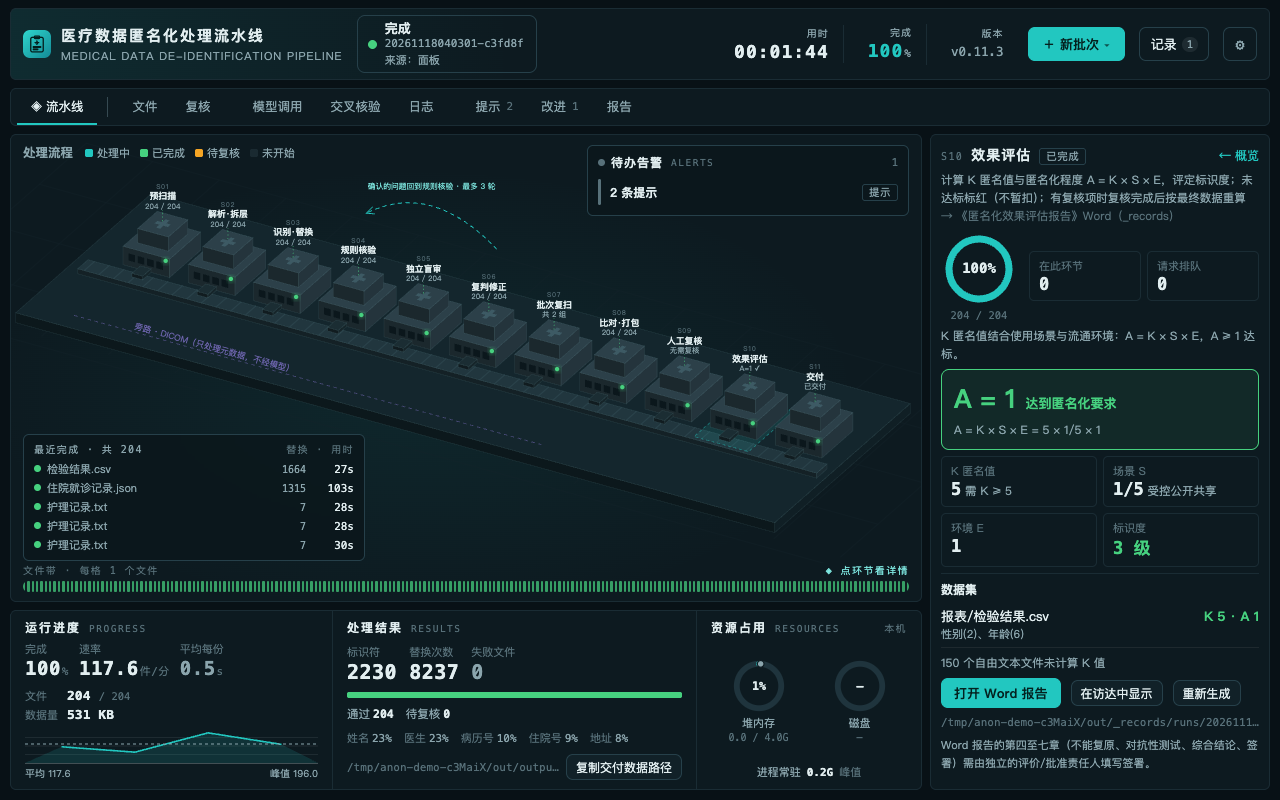 医疗数据匿名化处理流水线
MEDICAL DATA DE-IDENTIFICATION PIPELINE
完成
20261118040301-c3fd8f
来源: 面板
用时
00:01:44
完成
100%
版本
v0.11.3
+ 新批次
记录 1
◈ 流水线
文件
复核
模型调用
交叉核验
日志
提示 2
改进 1
报告
处理流程
处理中
已完成
待复核
未开始
确认的问题回到规则核验 · 最多 3 轮
待办告警 ALERTS 1
2 条提示 提示
S01
预扫描
204 / 204
S02
解析·拆层
204 / 204
S03
识别·替换
204 / 204
S04
规则核验
204 / 204
S05
独立盲审
204 / 204
S06
复判修正
204 / 204
S07
批次复扫
共 2 组
S08
比对·打包
204 / 204
S09
人工复核
无需复核
S10
效果评估
A=1 ✓
S11
交付
已交付
旁路 · DICOM（只处理元数据，不经模型）
最近完成 · 共 204 替换 · 用时
检验结果.csv 1664 27s
住院就诊记录.json 1315 103s
护理记录.txt 7 28s
护理记录.txt 7 28s
护理记录.txt 7 30s
文件带 · 每格 1 个文件
◆ 点环节看详情
运行进度 PROGRESS
完成 速率 平均每份
100% 117.6件/分 0.5s
文件 204 / 204
数据量 531 KB
平均 117.6 峰值 196.0
处理结果 RESULTS
标识符 替换次数 失败文件
2230 8237 0
通过 204 待复核 0
姓名 23% 医生 23% 病历号 10% 住院号 9% 地址 8%
/tmp/anon-demo-c3MaiX/out/outpu… 复制交付数据路径
资源占用 RESOURCES 本机
1% –
堆内存 磁盘
0.0 / 4.0G –
进程常驻 0.2G 峰值
S10 效果评估 已完成 ← 概览
计算 K 匿名值与匿名化程度 A = K × S × E，评定标识度；未
达标标红（不暂扣）；有复核项时复核完成后按最终数据重算
→ 《匿名化效果评估报告》Word（_records）
100%
204 / 204
在此环节
0
请求排队
0
K 匿名值结合使用场景与流通环境：A = K × S × E，A ⩾ 1 达
标。
A = 1 达到匿名化要求
A = K × S × E = 5 × 1/5 × 1
K 匿名值
5 需 K ⩾ 5
场景 S
1/5 受控公开共享
环境 E
1
标识度
3 级
数据集
报表/检验结果.csv K 5 · A 1
性别(2)、年龄(6)
150 个自由文本文件未计算 K 值
打开 Word 报告
在访达中显示
重新生成
/tmp/anon-demo-c3MaiX/out/_records/runs/2026111…
Word 报告的第四至七章（不能复原、对抗性测试、综合结论、签
署）需由独立的评价/批准责任人填写签署。